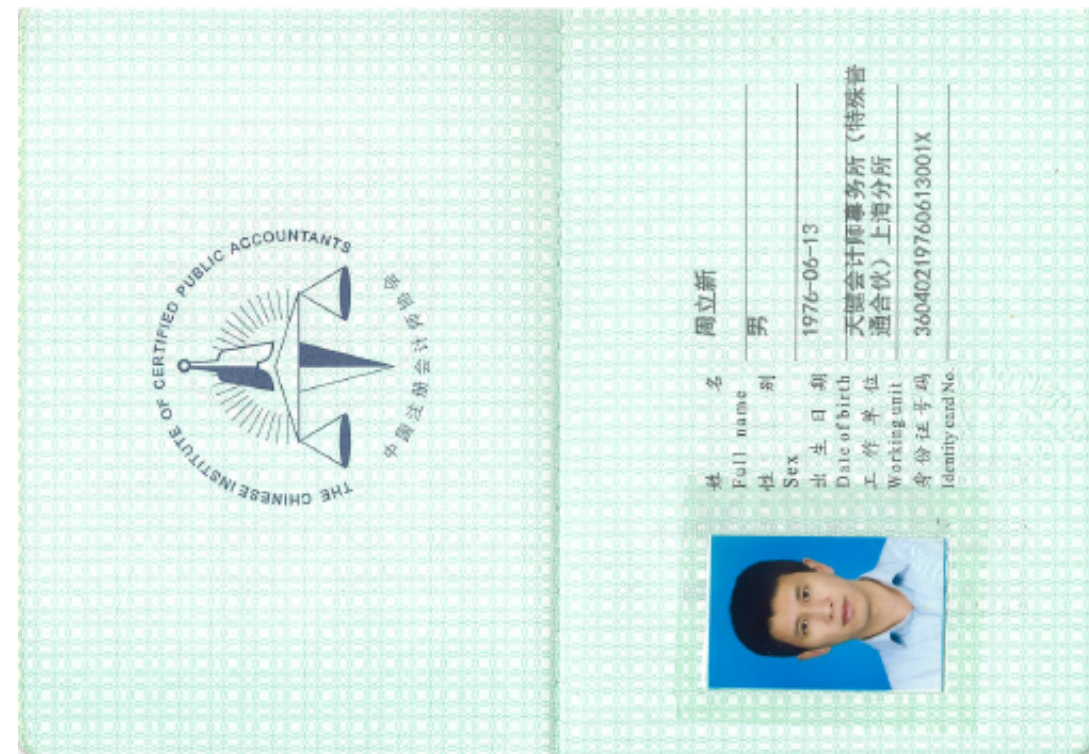 THE CHINESE INSTITUTE OF CERTIFIED PUBLIC ACCOUNTANTS
中国注册会计师协会
姓 名 周立新
Full name
性 别 男
Sex
出 生 日 期 1976-06-13
Date of birth
工 作 单 位 天健会计师事务所（特殊普
通合伙）上海分所
Working unit
身份证号码 36040219760613001X
Identity card No.